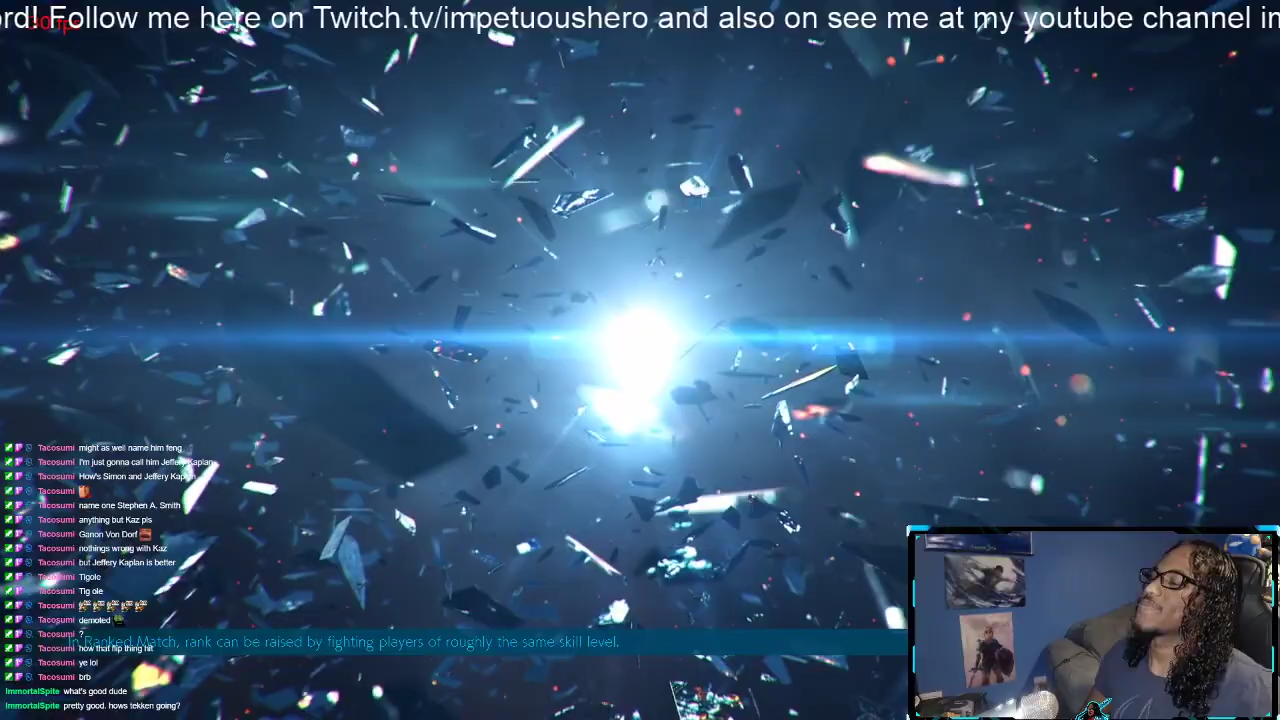 ord! Follow me here on Twitch.tv/impetuoushero and also on see me at my youtube channel in
Tacosumi might as well name him feng
Tacosumi I'm just gonna call him Jeffery Kaplan
Tacosumi How's Simon and Jeffery Kaplan
Tacosumi
Tacosumi name one Stephen A. Smith
Tacosumi anything but Kaz pls
Tacosumi Ganon Von Dorf
Tacosumi nothings wrong with Kaz
Tacosumi but Jeffery Kaplan is better
Tacosumi Tigole
Tacosumi Tig ole
Tacosumi
Tacosumi demoted
Tacosumi ?
In Ranked Match, rank can be raised by fighting players of roughly the same skill level.
Tacosumi how that flip thing hit
Tacosumi ye lol
Tacosumi brb
ImmortalSpite what's good dude
ImmortalSpite pretty good. hows tekken going?